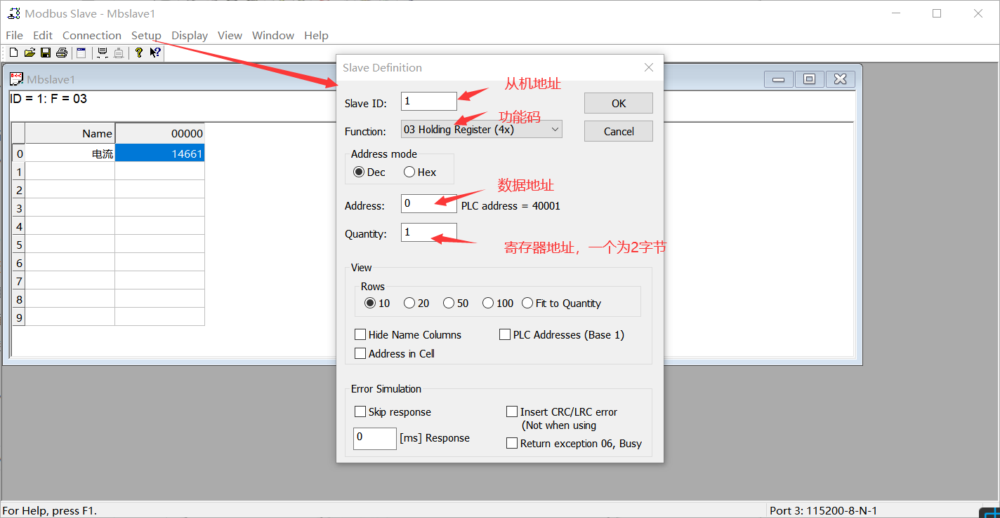 Modbus Slave - Mbslave1
File Edit Connection Setup Display View Window Help
Mbslave1
ID = 1: F = 03
Name 00000
0 电流 14661
1
2
3
4
5
6
7
8
9
Slave Definition
从机地址
Slave ID: 1 OK
功能码
Function: 03 Holding Register (4x) Cancel
Address mode
Dec Hex
数据地址
Address: 0 PLC address = 40001
Quantity: 1
寄存器地址，一个为2字节
View
Rows
10 20 50 100 Fit to Quantity
Hide Name Columns PLC Addresses (Base 1)
Address in Cell
Error Simulation
Skip response Insert CRC/LRC error
(Not when using
0 [ms] Response
Return exception 06, Busy
For Help, press F1. Port 3: 115200-8-N-1